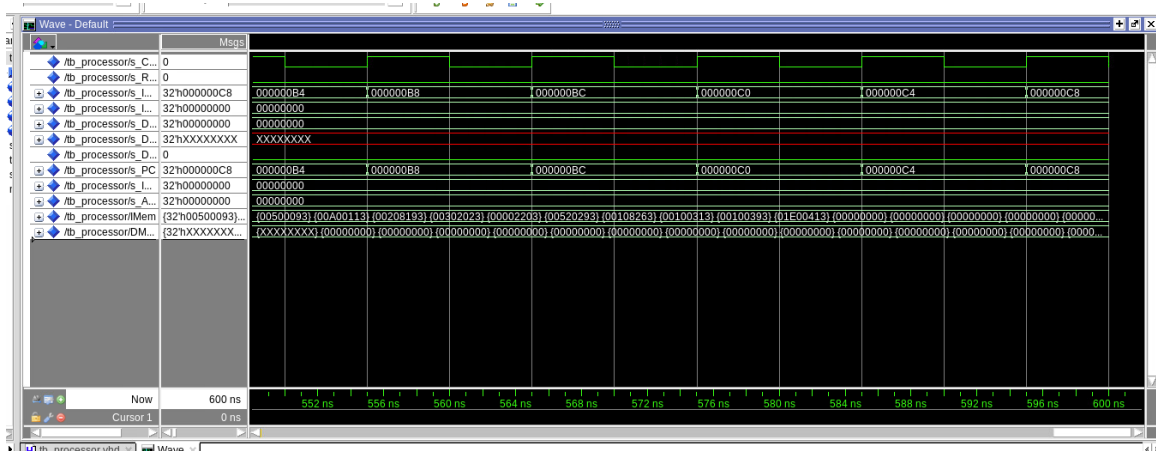 Wave - Default
Msgs
/tb_processor/s_C... 0
/tb_processor/s_R... 0
/tb_processor/s_I... 32'h000000C8 000000B4 000000B8 000000BC 000000C0 000000C4 000000C8
/tb_processor/s_I... 32'h00000000 00000000
/tb_processor/s_D... 32'h00000000 00000000
/tb_processor/s_D... 32'hXXXXXXXX XXXXXXXX
/tb_processor/s_D... 0
/tb_processor/s_PC 32'h000000C8 000000B4 000000B8 000000BC 000000C0 000000C4 000000C8
/tb_processor/s_I... 32'h00000000 00000000
/tb_processor/s_A... 32'h00000000 00000000
/tb_processor/IMem {32'h00500093}... {00500093} {00A00113} {00208193} {00302023} {00002203} {00520293} {00108263} {00100313} {00100393} {01E00413} {00000000} {00000000} {00000000} {00000000} {00000...
/tb_processor/DM... {32'hXXXXXXX... {XXXXXXXX} {00000000} {00000000} {00000000} {00000000} {00000000} {00000000} {00000000} {00000000} {00000000} {00000000} {00000000} {00000000} {00000000} {0000...
Now 600 ns 552 ns 556 ns 560 ns 564 ns 568 ns 572 ns 576 ns 580 ns 584 ns 588 ns 592 ns 596 ns 600 ns
Cursor 1 0 ns
tb_processor.vhd Wave